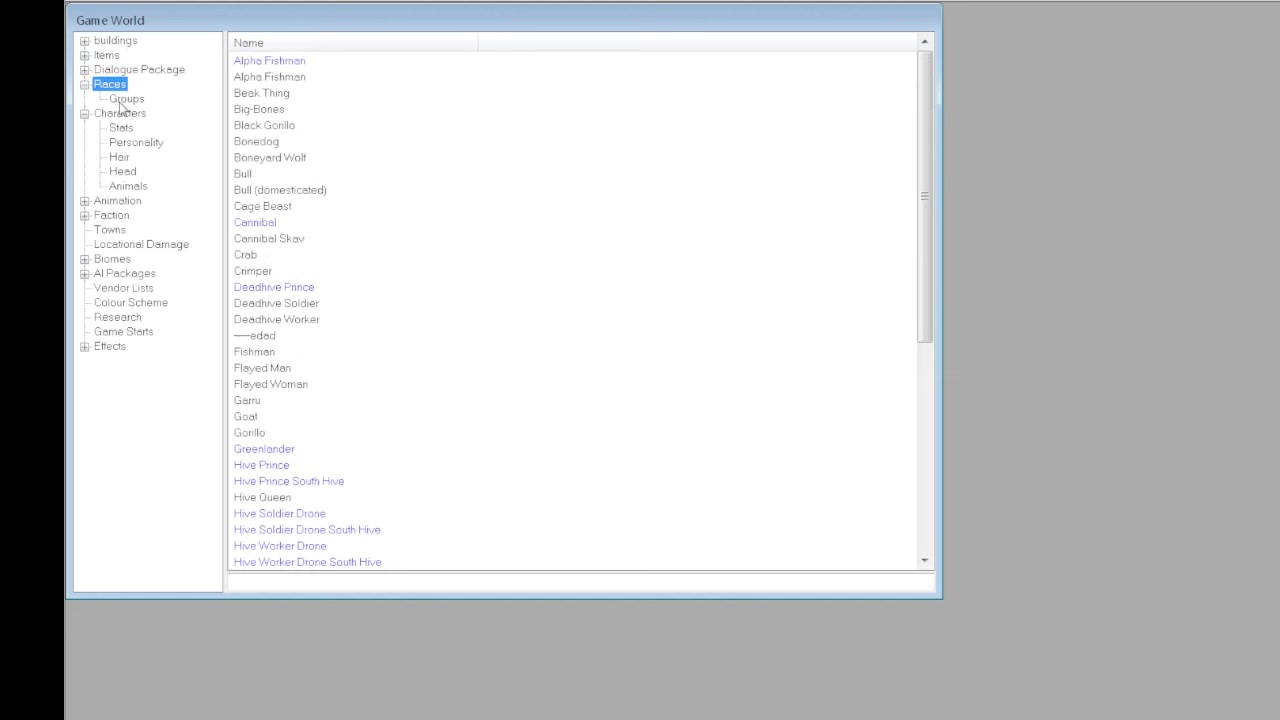 Game World
buildings
Items
Dialogue Package
Races
Groups
Characters
Stats
Personality
Hair
Head
Animals
Animation
Faction
Towns
Locational Damage
Biomes
AI Packages
Vendor Lists
Colour Scheme
Research
Game Starts
Effects
Name
Alpha Fishman
Alpha Fishman
Beak Thing
Big-Bones
Black Gorillo
Bonedog
Boneyard Wolf
Bull
Bull (domesticated)
Cage Beast
Cannibal
Cannibal Skav
Crab
Crimper
Deadhive Prince
Deadhive Soldier
Deadhive Worker
-----edad
Fishman
Flayed Man
Flayed Woman
Garru
Goat
Gorillo
Greenlander
Hive Prince
Hive Prince South Hive
Hive Queen
Hive Soldier Drone
Hive Soldier Drone South Hive
Hive Worker Drone
Hive Worker Drone South Hive